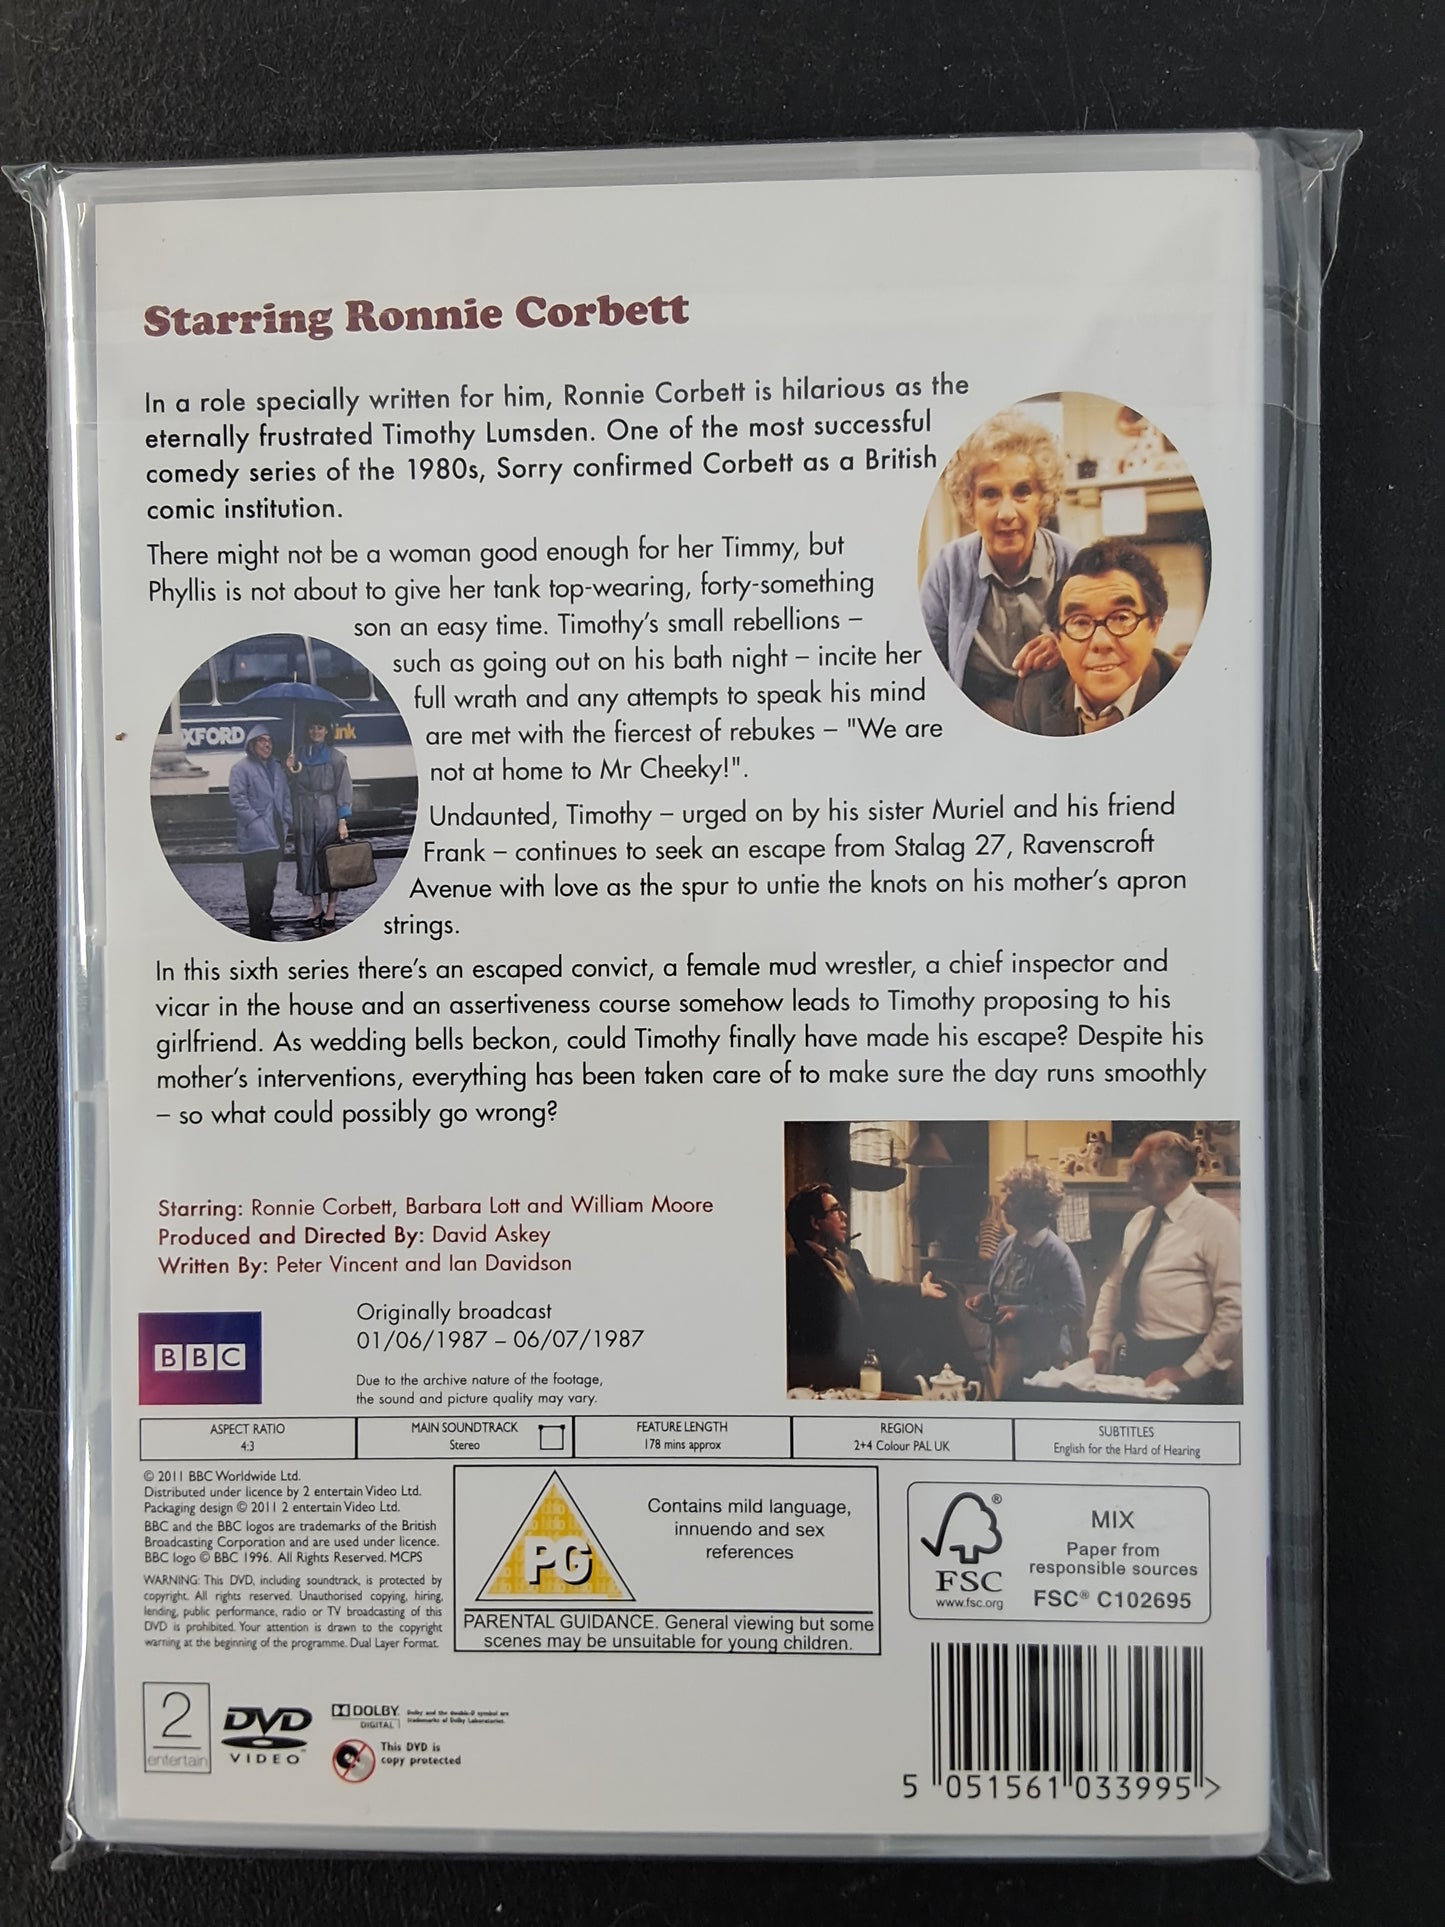 Starring Ronnie Corbett
In a role specially written for him, Ronnie Corbett is hilarious as the
eternally frustrated Timothy Lumsden. One of the most successful
comedy series of the 1980s, Sorry confirmed Corbett as a British
comic institution.
There might not be a woman good enough for her Timmy, but
Phyllis is not about to give her tank top-wearing, forty-something
son an easy time. Timothy's small rebellions –
such as going out on his bath night – incite her
full wrath and any attempts to speak his mind
are met with the fiercest of rebukes – "We are
not at home to Mr Cheeky!".
XFORD
ink
Undaunted, Timothy – urged on by his sister Muriel and his friend
Frank – continues to seek an escape from Stalag 27, Ravenscroft
Avenue with love as the spur to untie the knots on his mother's apron
strings.
In this sixth series there's an escaped convict, a female mud wrestler, a chief inspector and
vicar in the house and an assertiveness course somehow leads to Timothy proposing to his
girlfriend. As wedding bells beckon, could Timothy finally have made his escape? Despite his
mother's interventions, everything has been taken care of to make sure the day runs smoothly
– so what could possibly go wrong?
Starring: Ronnie Corbett, Barbara Lott and William Moore
Produced and Directed By: David Askey
Written By: Peter Vincent and Ian Davidson
BBC
Originally broadcast
01/06/1987 – 06/07/1987
Due to the archive nature of the footage,
the sound and picture quality may vary.
ASPECT RATIO
4:3
MAIN SOUNDTRACK
Stereo
FEATURE LENGTH
178 mins approx
REGION
2+4 Colour PAL UK
SUBTITLES
English for the Hard of Hearing
© 2011 BBC Worldwide Ltd.
Distributed under licence by 2 entertain Video Ltd.
Packaging design © 2011 2 entertain Video Ltd.
BBC and the BBC logos are trademarks of the British
Broadcasting Corporation and are used under licence.
BBC logo © BBC 1996. All Rights Reserved. MCPS
WARNING: This DVD, including soundtrack, is protected by
copyright. All rights reserved. Unauthorised copying, hiring,
lending, public performance, radio or TV broadcasting of this
DVD is prohibited. Your attention is drawn to the copyright
warning at the beginning of the programme. Dual Layer Format.
PG
Contains mild language,
innuendo and sex
references
PARENTAL GUIDANCE. General viewing but some
scenes may be unsuitable for young children.
®
FSC
www.fsc.org
MIX
Paper from
responsible sources
FSC® C102695
2
entertain
DVD
VIDEO™
DOLBY
DIGITAL
Dolby and the double-D symbol are
trademarks of Dolby Laboratories.
This DVD is
copy protected
5 051561 033995 >